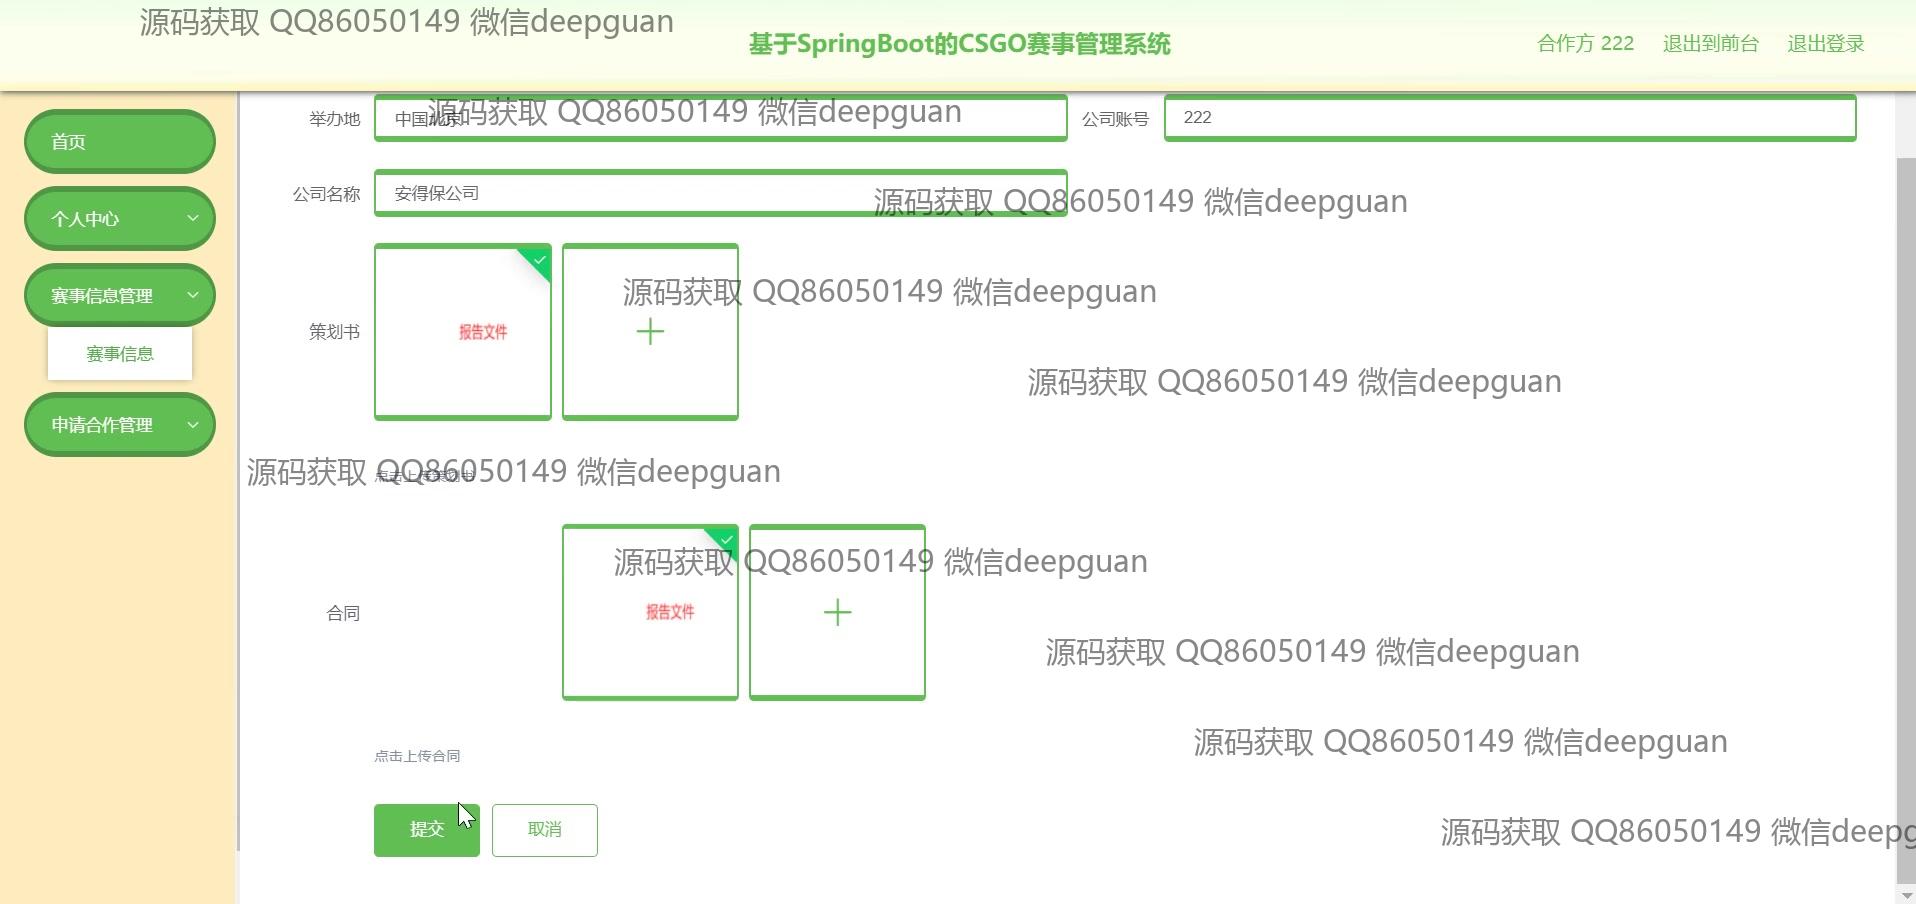 源码获取 QQ86050149 微信deepguan
基于SpringBoot的CSGO赛事管理系统
合作方 222 退出到前台 退出登录
首页
个人中心
赛事信息管理
赛事信息
申请合作管理
举办地 中国北京
源码获取 QQ86050149 微信deepguan
公司账号 222
公司名称 安得保公司
源码获取 QQ86050149 微信deepguan
源码获取 QQ86050149 微信deepguan
策划书 报告文件
源码获取 QQ86050149 微信deepguan
源码获取 QQ86050149 微信deepguan
点击上传策划书
源码获取 QQ86050149 微信deepguan
合同 报告文件
源码获取 QQ86050149 微信deepguan
源码获取 QQ86050149 微信deepguan
点击上传合同
提交 取消
源码获取 QQ86050149 微信deepg